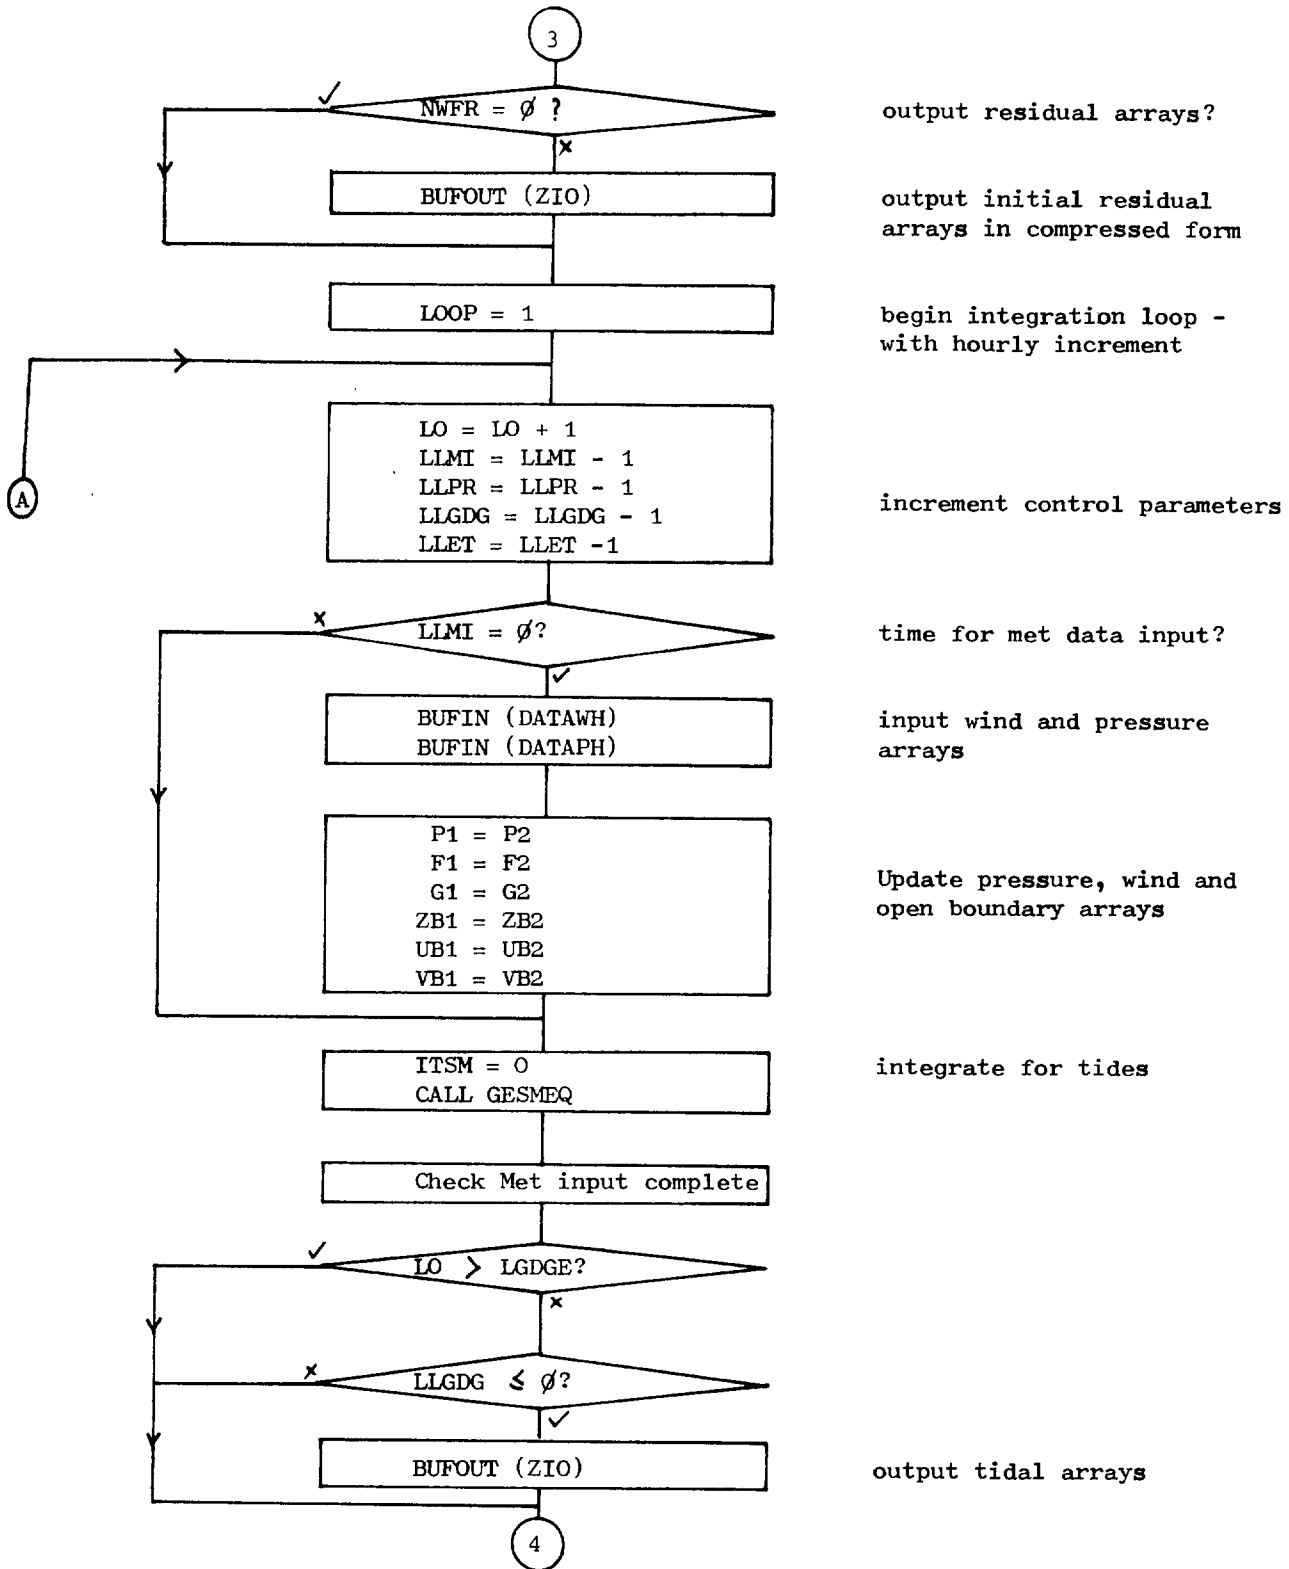 3
✓
NWFR = ∅ ?
output residual arrays?
x
BUFOUT (ZIO)
output initial residual
arrays in compressed form
LOOP = 1
begin integration loop -
with hourly increment
A
LO = LO + 1
LLMI = LLMI - 1
LLPR = LLPR - 1
LLGDG = LLGDG - 1
LLET = LLET -1
increment control parameters
x
LLMI = ∅?
time for met data input?
✓
BUFIN (DATAWH)
BUFIN (DATAPH)
input wind and pressure
arrays
P1 = P2
F1 = F2
G1 = G2
ZB1 = ZB2
UB1 = UB2
VB1 = VB2
Update pressure, wind and
open boundary arrays
ITSM = O
CALL GESMEQ
integrate for tides
Check Met input complete
✓
LO > LGDGE?
x
x
LLGDG ≤ ∅?
✓
BUFOUT (ZIO)
output tidal arrays
4